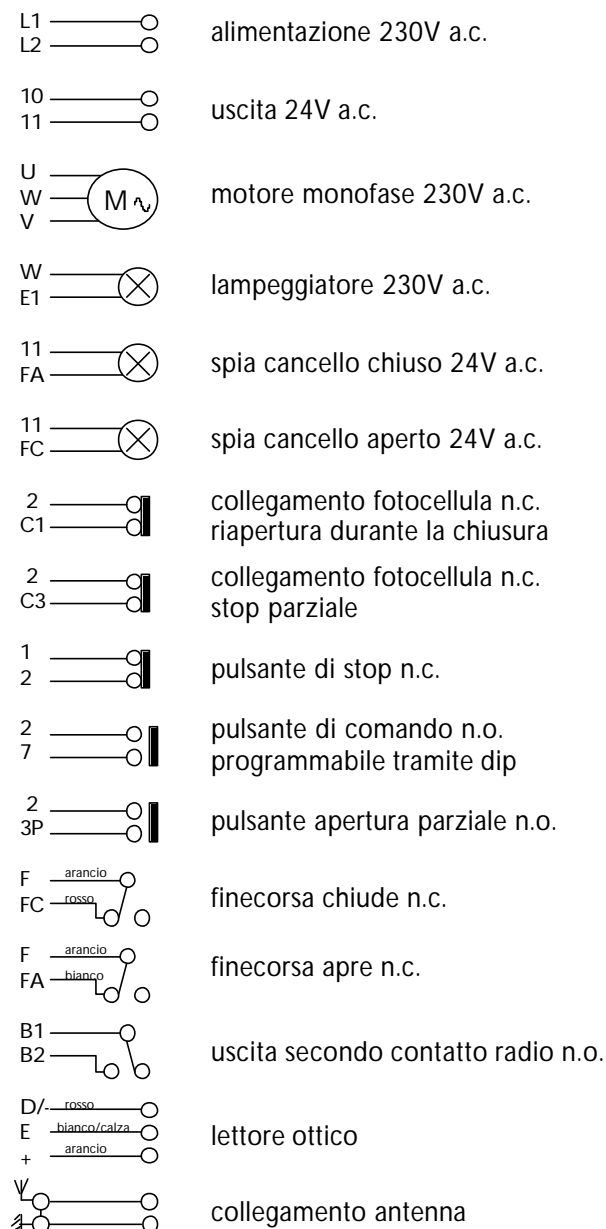 L1
L2
alimentazione 230V a.c.
10
11
uscita 24V a.c.
U
W
V
M
motore monofase 230V a.c.
W
E1
lampeggiatore 230V a.c.
11
FA
spia cancello chiuso 24V a.c.
11
FC
spia cancello aperto 24V a.c.
2
C1
collegamento fotocellula n.c.
riapertura durante la chiusura
2
C3
collegamento fotocellula n.c.
stop parziale
1
2
pulsante di stop n.c.
2
7
pulsante di comando n.o.
programmabile tramite dip
2
3P
pulsante apertura parziale n.o.
F arancio
FC rosso
finecorsa chiude n.c.
F arancio
FA bianco
finecorsa apre n.c.
B1
B2
uscita secondo contatto radio n.o.
D/- rosso
E bianco/calza
+ arancio
lettore ottico
collegamento antenna